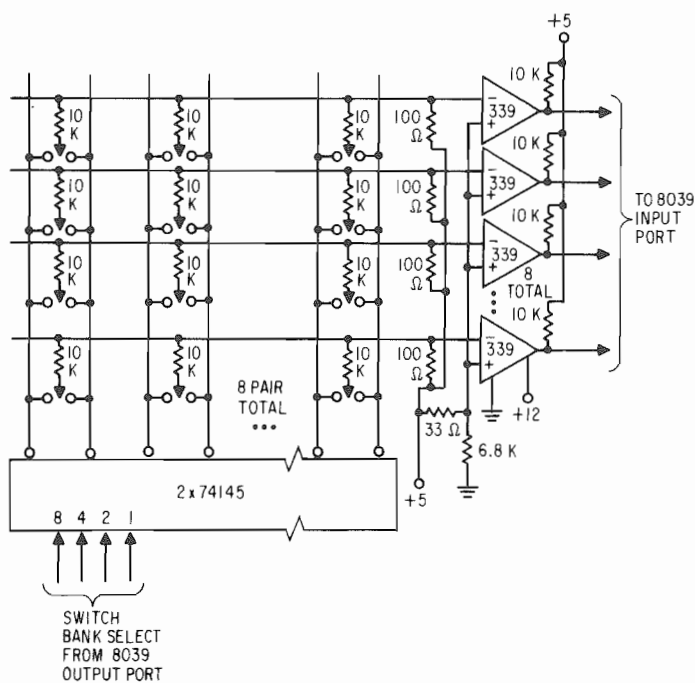 +5
10 K
10
K
10
K
10
K
100
Ω
−
339
+
10 K
10
K
10
K
10
K
100
Ω
−
339
+
10 K
10
K
10
K
10
K
100
Ω
−
339
+
8
TOTAL
10 K
10
K
10
K
10
K
100
Ω
−
339
+
TO 8039
INPUT
PORT
8 PAIR
TOTAL
+12
33 Ω
6.8 K
+5
2 x 74145
8 4 2 1
SWITCH
BANK SELECT
FROM 8039
OUTPUT PORT